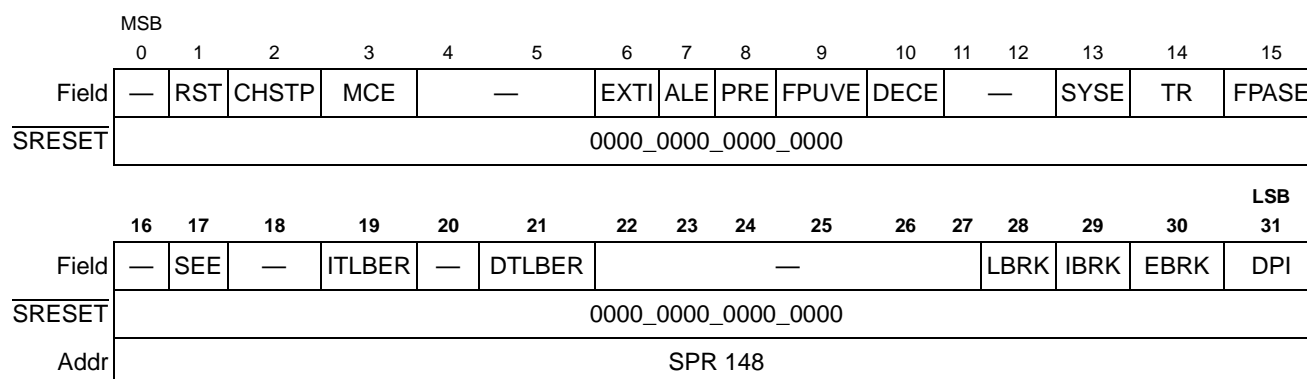 MSB
0 1 2 3 4 5 6 7 8 9 10 11 12 13 14 15
Field — RST CHSTP MCE — EXTI ALE PRE FPUVE DECE — SYSE TR FPASE
SRESET 0000_0000_0000_0000
LSB
16 17 18 19 20 21 22 23 24 25 26 27 28 29 30 31
Field — SEE — ITLBER — DTLBER — LBRK IBRK EBRK DPI
SRESET 0000_0000_0000_0000
Addr SPR 148